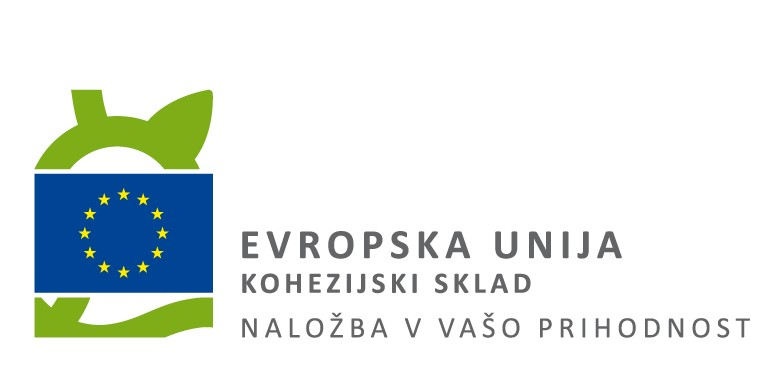 EVROPSKA UNIJA
KOHEZIJSKI SKLAD
NALOŽBA V VAŠO PRIHODNOST